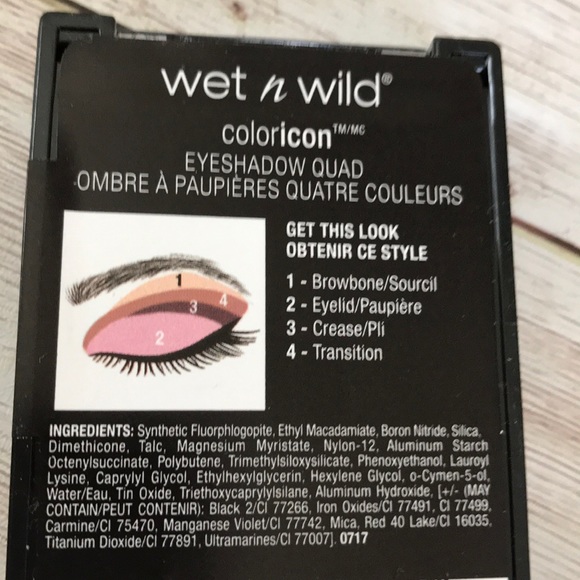 wet n wild®
coloricon™/MC
EYESHADOW QUAD
OMBRE À PAUPIÈRES QUATRE COULEURS
GET THIS LOOK
OBTENIR CE STYLE
1 - Browbone/Sourcil
2 - Eyelid/Paupière
3 - Crease/Pli
4 - Transition
1
4
3
2
INGREDIENTS: Synthetic Fluorphlogopite, Ethyl Macadamiate, Boron Nitride, Silica,
Dimethicone, Talc, Magnesium Myristate, Nylon-12, Aluminum Starch
Octenylsuccinate, Polybutene, Trimethylsiloxysilicate, Phenoxyethanol, Lauroyl
Lysine, Caprylyl Glycol, Ethylhexylglycerin, Hexylene Glycol, o-Cymen-5-ol,
Water/Eau, Tin Oxide, Triethoxycaprylylsilane, Aluminum Hydroxide, [+/- (MAY
CONTAIN/PEUT CONTENIR): Black 2/CI 77266, Iron Oxides/CI 77491, CI 77499,
Carmine/CI 75470, Manganese Violet/CI 77742, Mica, Red 40 Lake/CI 16035,
Titanium Dioxide/CI 77891, Ultramarines/CI 77007]. 0717